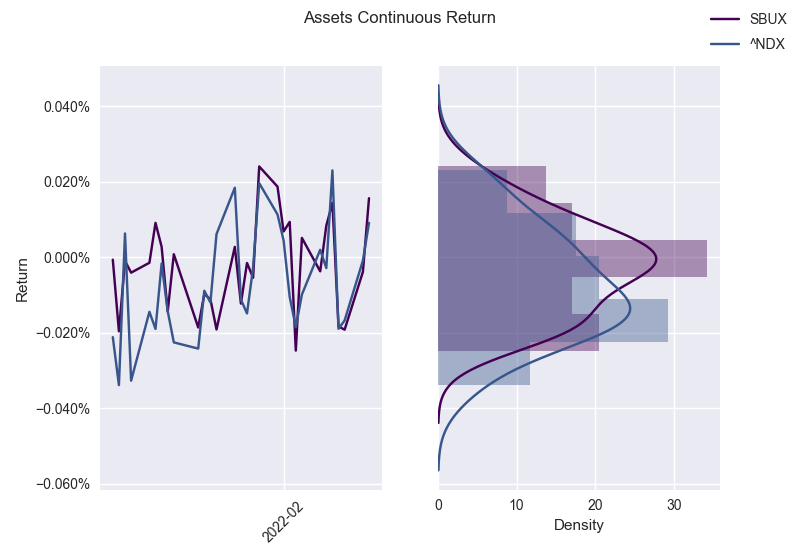 Assets Continuous Return
SBUX
^NDX
0.040%
0.020%
0.000%
−0.020%
−0.040%
−0.060%
Return
2022-02
0 10 20 30
Density